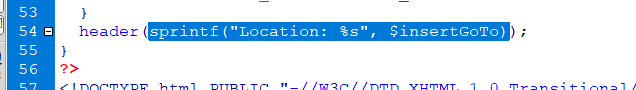 53 }
54 header(sprintf("Location: %s", $insertGoTo));
55 }
56 ?>
57 <!DOCTYPE html PUBLIC "-//W3C//DTD XHTML 1.0 Transitional/